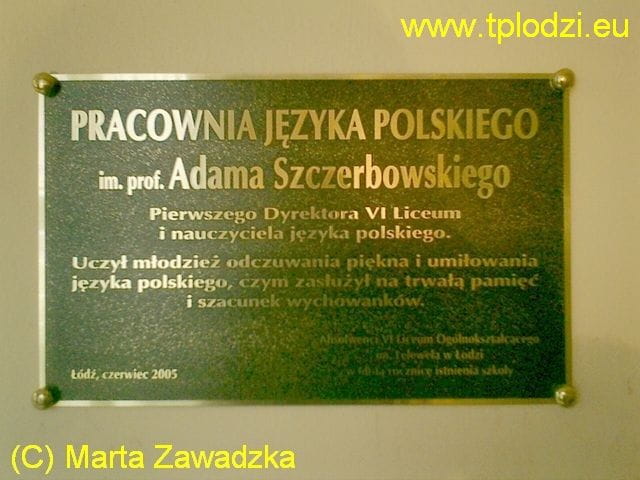 www.tplodzi.eu
PRACOWNIA JĘZYKA POLSKIEGO
im. prof. Adama Szczerbowskiego
Pierwszego Dyrektora VI Liceum
i nauczyciela języka polskiego.
Uczył młodzież odczuwania piękna i umiłowania
języka polskiego, czym zasłużył na trwałą pamięć
i szacunek wychowanków.
Absolwenci VI Liceum Ogólnokształcącego
im. Lelewela w Łodzi
rocznicę istnienia szkoły
Łódź, czerwiec 2005
(C) Marta Zawadzka